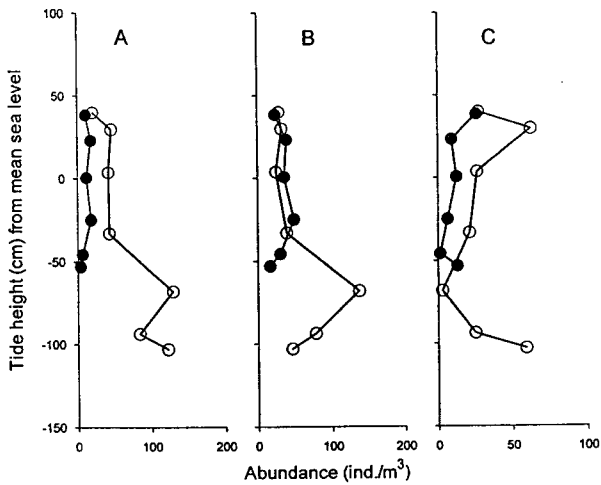 A B C
100
50
0
-50
-100
-150
Tide height (cm) from mean sea level
0 100 200 0 100 200 0 50 100
Abundance (ind./m³)